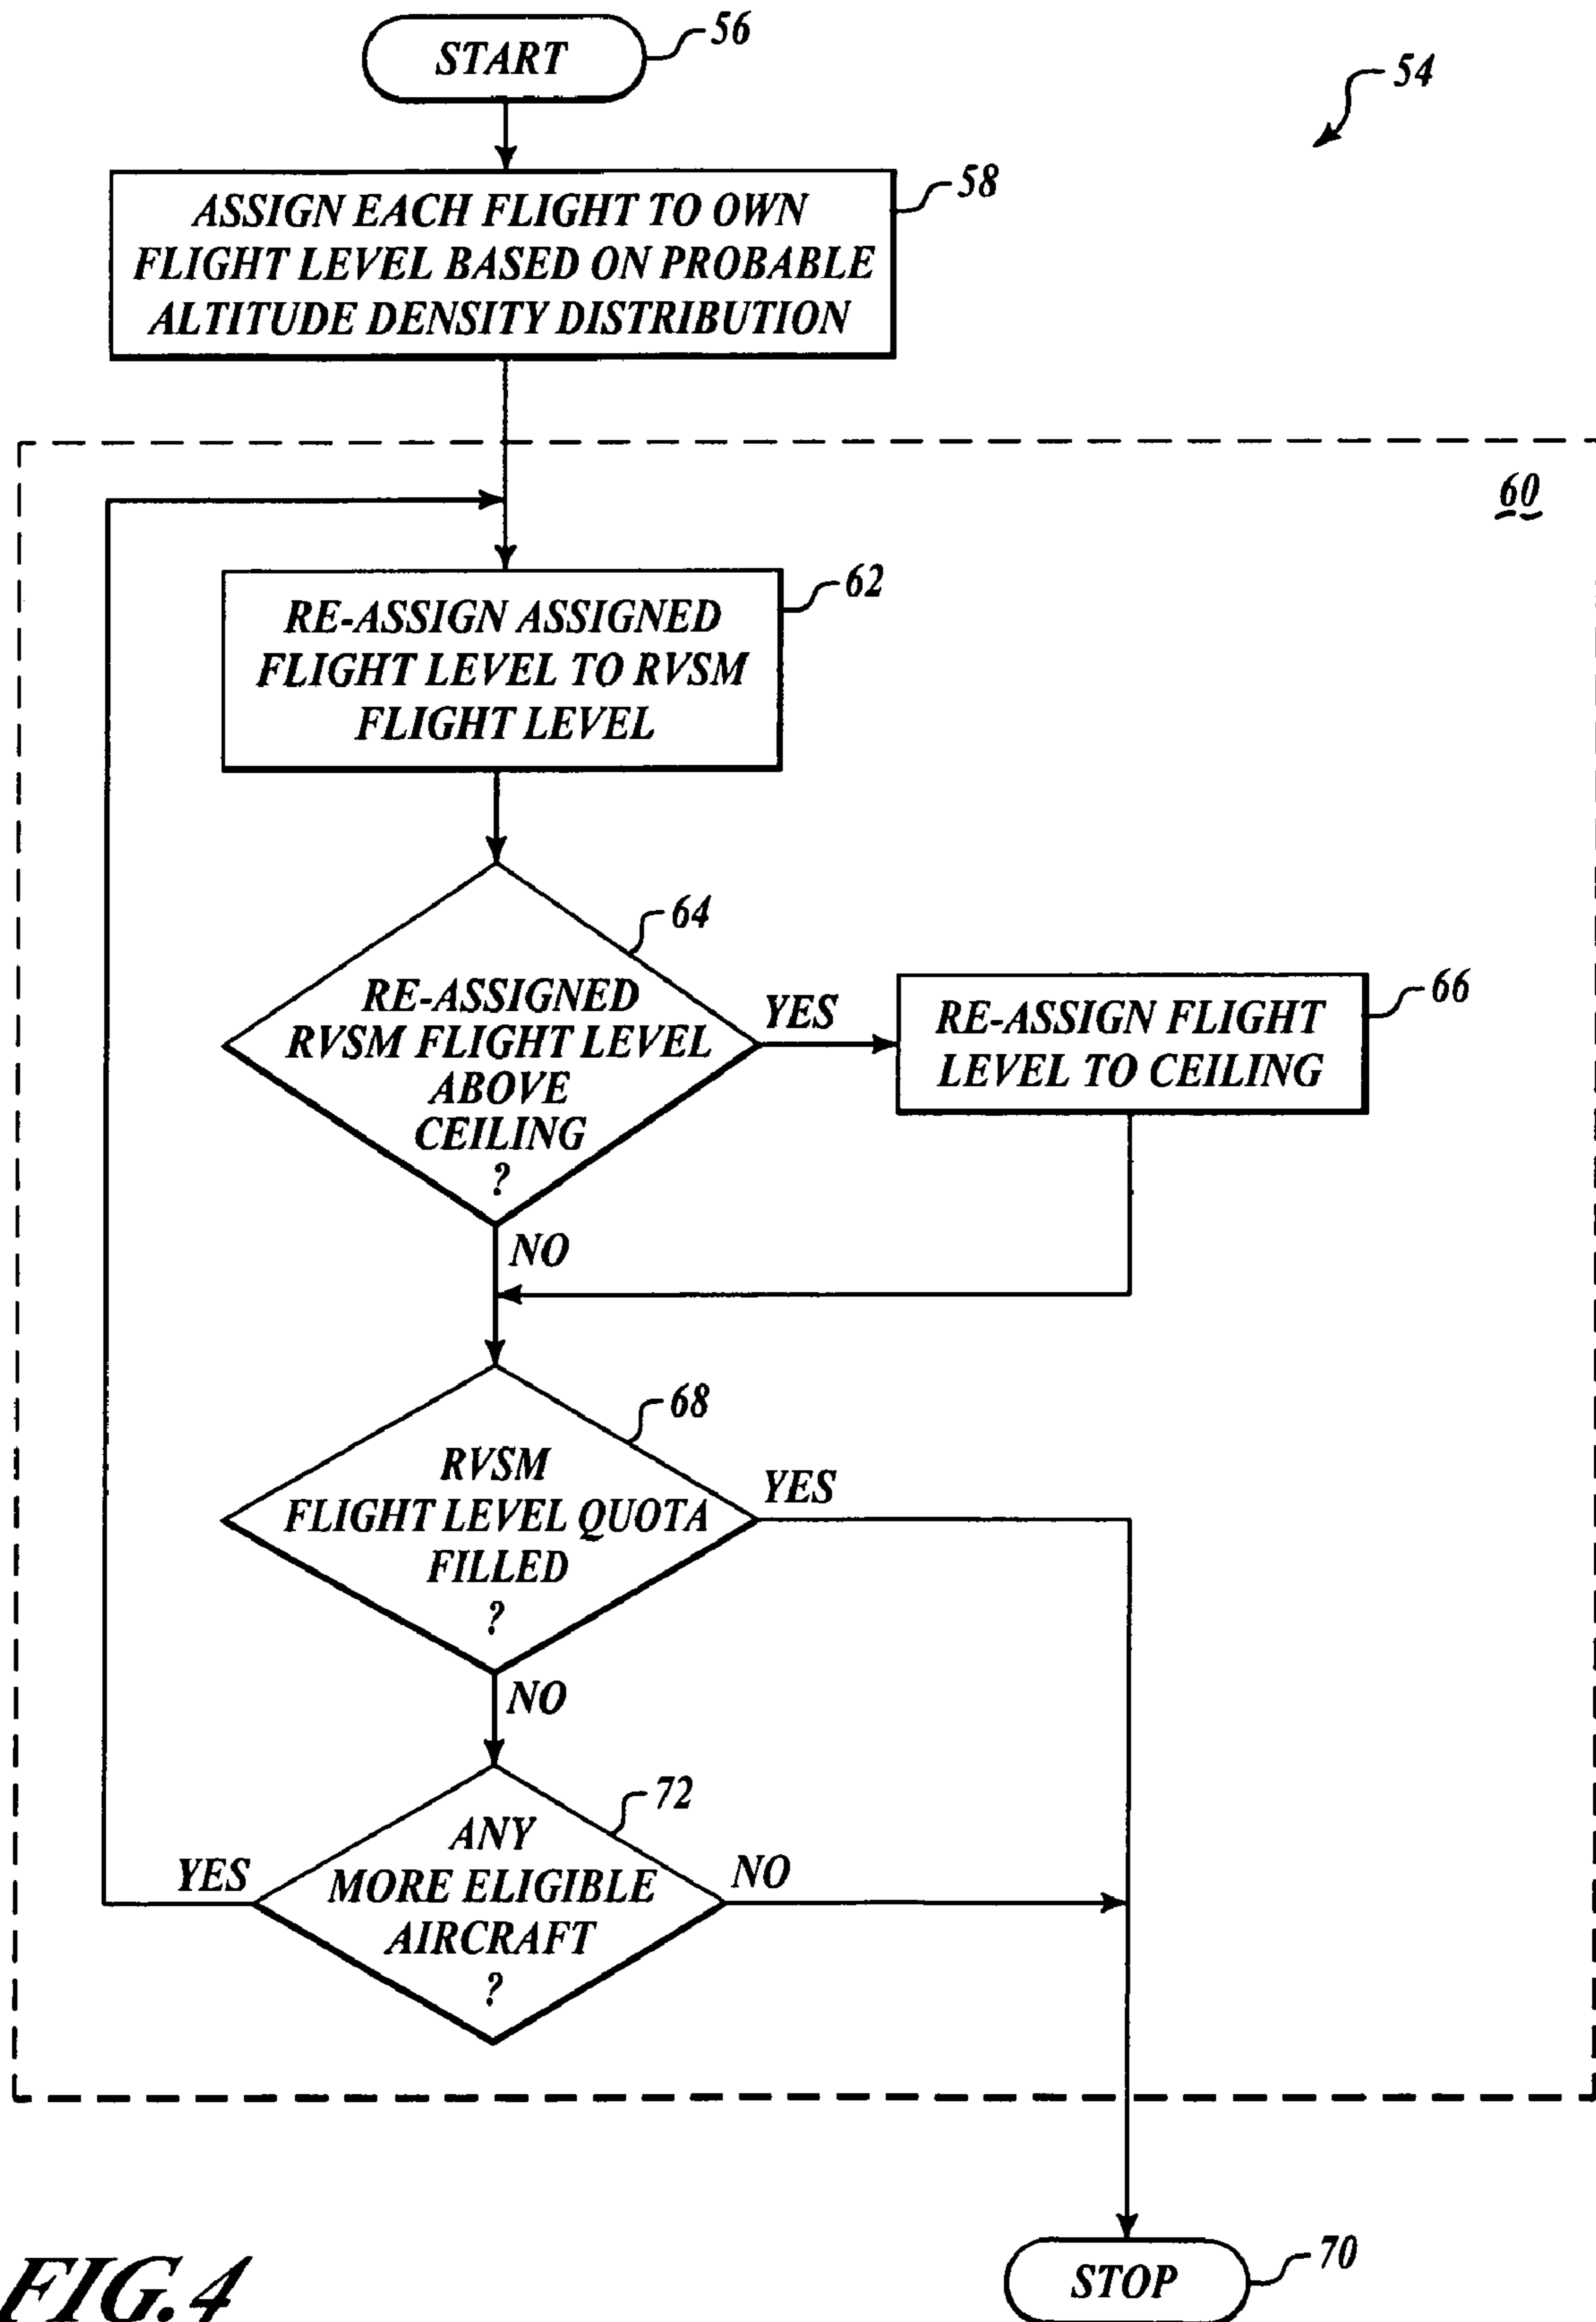 START
56
54
58
ASSIGN EACH FLIGHT TO OWN
FLIGHT LEVEL BASED ON PROBABLE
ALTITUDE DENSITY DISTRIBUTION
60
62
RE-ASSIGN ASSIGNED
FLIGHT LEVEL TO RVSM
FLIGHT LEVEL
64
RE-ASSIGNED
RVSM FLIGHT LEVEL
ABOVE
CEILING
?
YES
66
RE-ASSIGN FLIGHT
LEVEL TO CEILING
NO
68
RVSM
FLIGHT LEVEL QUOTA
FILLED
?
YES
NO
72
ANY
MORE ELIGIBLE
AIRCRAFT
?
YES
NO
STOP
70
FIG.4